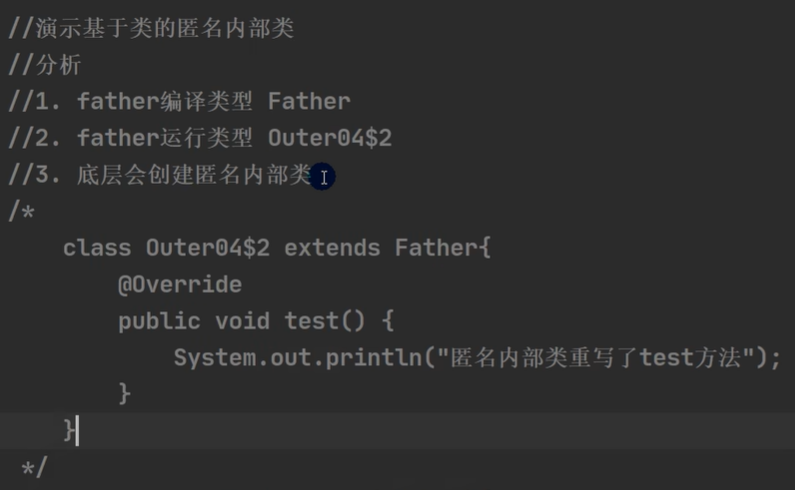 //演示基于类的匿名内部类
//分析
//1. father编译类型 Father
//2. father运行类型 Outer04$2
//3. 底层会创建匿名内部类
/*
    class Outer04$2 extends Father{
        @Override
        public void test() {
            System.out.println("匿名内部类重写了test方法");
        }
    }
 */